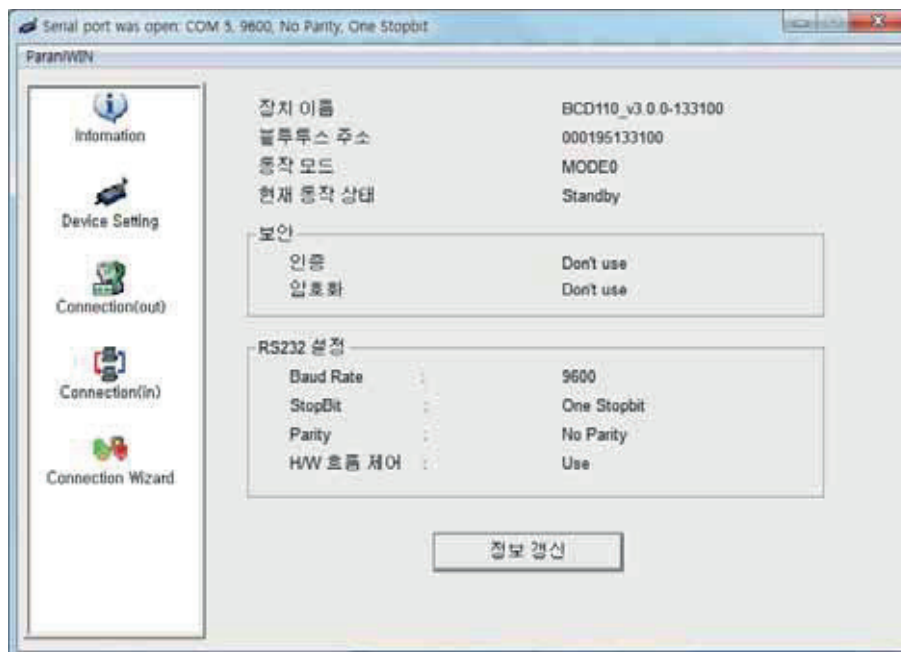 Serial port was open: COM 5, 9600, No Parity, One Stopbit
ParaniWIN
Infomation
Device Setting
Connection(out)
Connection(in)
Connection Wizard
장치 이름 BCD110_v3.0.0-133100
블루투스 주소 000195133100
동작 모드 MODE0
현재 동작 상태 Standby
보안
인증 Don't use
암호화 Don't use
RS232 설정
Baud Rate : 9600
StopBit : One Stopbit
Parity : No Parity
H/W 흐름 제어 : Use
정보 갱신